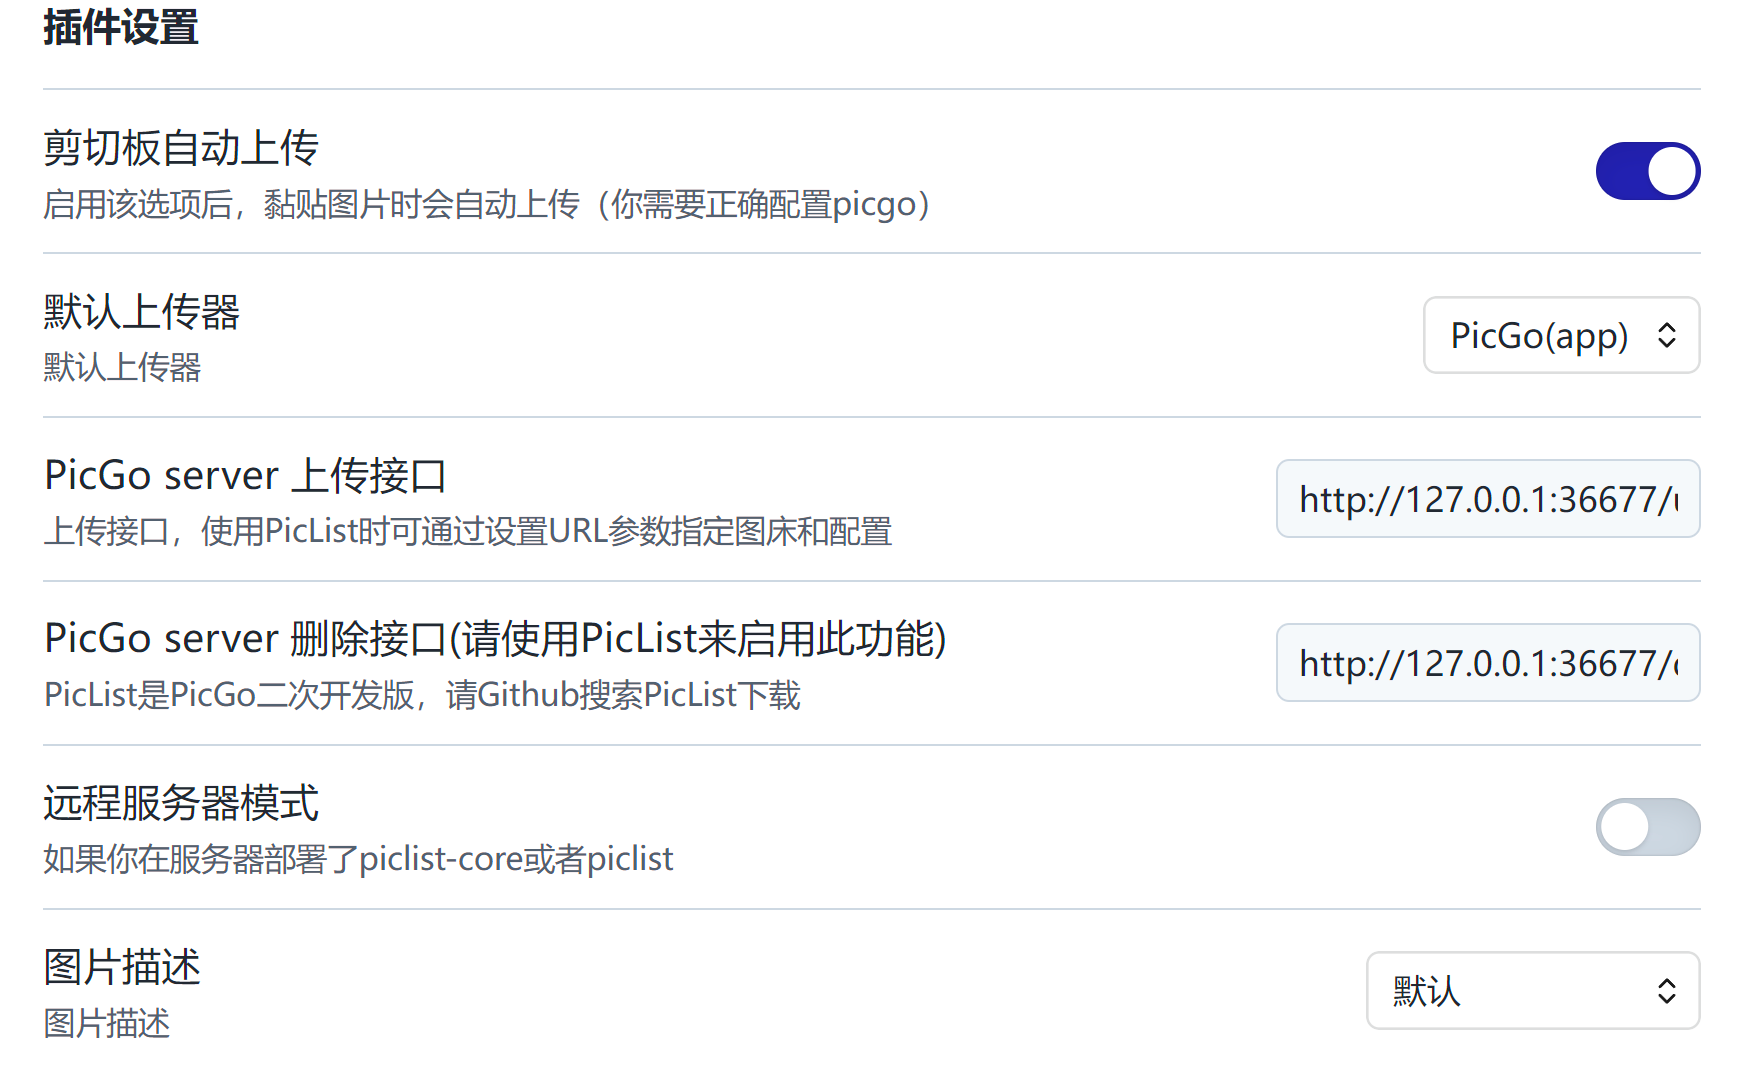 插件设置
剪切板自动上传
启用该选项后，黏贴图片时会自动上传（你需要正确配置picgo）
默认上传器
默认上传器
PicGo(app)
PicGo server 上传接口
上传接口，使用PicList时可通过设置URL参数指定图床和配置
http://127.0.0.1:36677/
PicGo server 删除接口(请使用PicList来启用此功能)
PicList是PicGo二次开发版，请Github搜索PicList下载
http://127.0.0.1:36677/
远程服务器模式
如果你在服务器部署了piclist-core或者piclist
图片描述
图片描述
默认